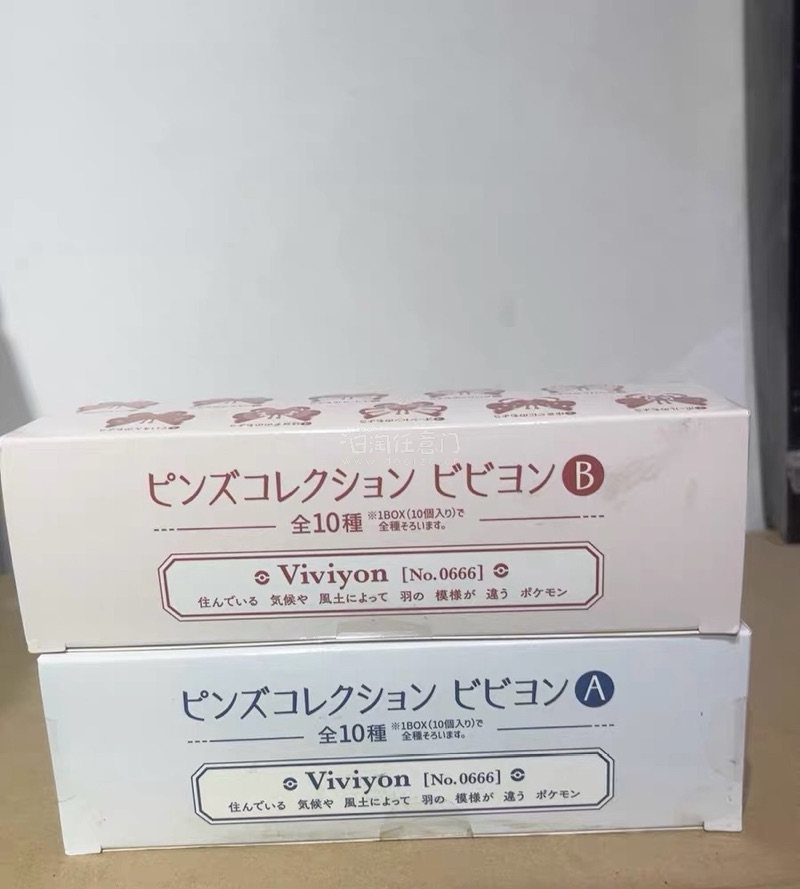 日淘任意门
ピンズコレクション ビビヨン B
全10種 ※1BOX(10個入り)で
全種そろいます。
Viviyon [No.0666]
住んでいる 気候や 風土によって 羽の 模様が 違う ポケモン
ピンズコレクション ビビヨン A
全10種 ※1BOX(10個入り)で
全種そろいます。
Viviyon [No.0666]
住んでいる 気候や 風土によって 羽の 模様が 違う ポケモン